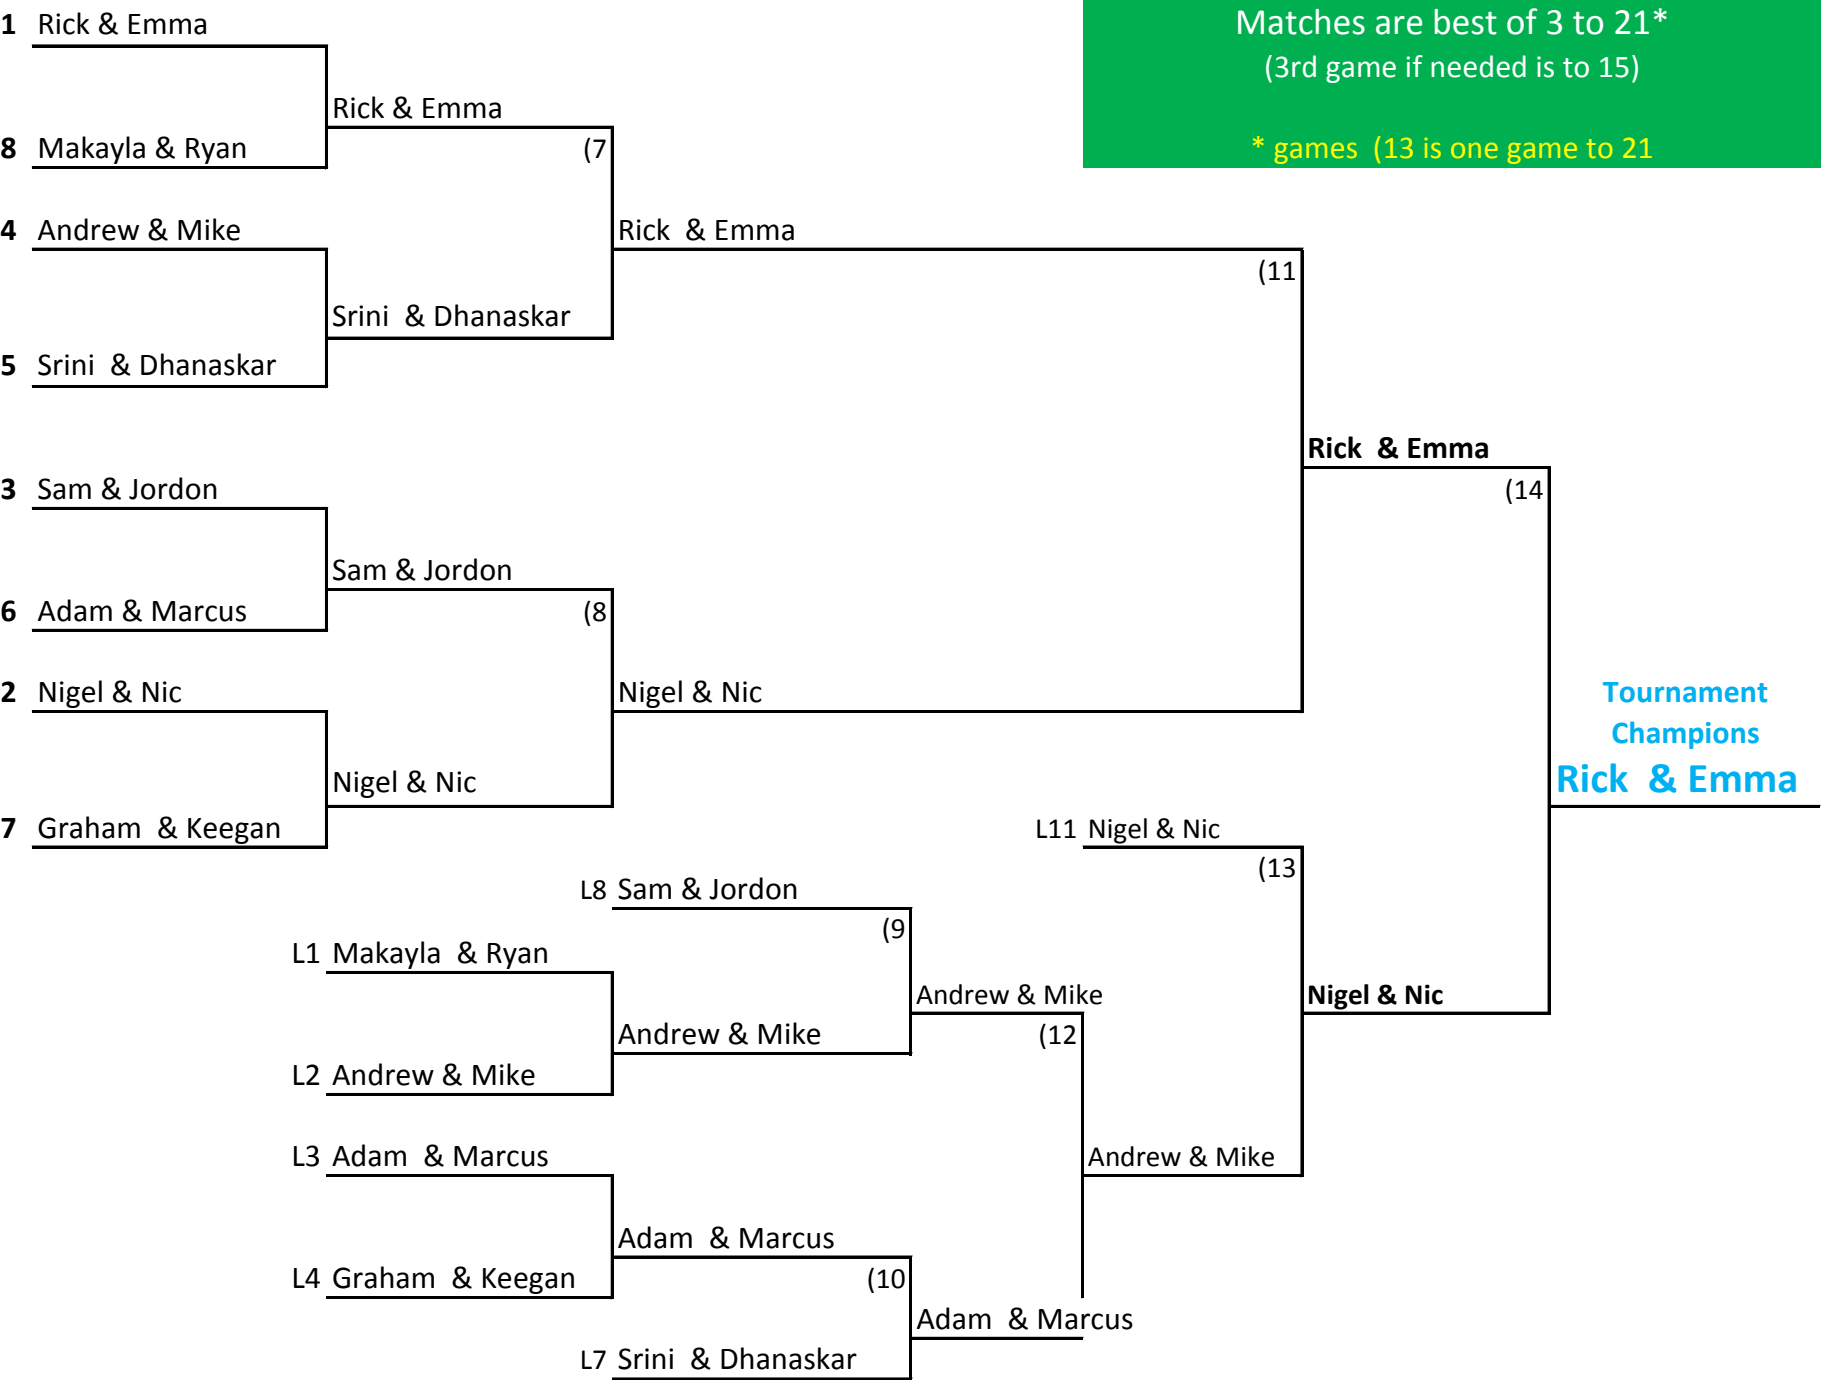 1 Rick & Emma
Matches are best of 3 to 21*
(3rd game if needed is to 15)
Rick & Emma
8 Makayla & Ryan
(7
* games (13 is one game to 21
4 Andrew & Mike
Rick & Emma
(11
Srini & Dhanaskar
5 Srini & Dhanaskar
Rick & Emma
3 Sam & Jordon
(14
Sam & Jordon
6 Adam & Marcus
(8
2 Nigel & Nic
Nigel & Nic
Tournament
Champions
Rick & Emma
Nigel & Nic
7 Graham & Keegan
L11 Nigel & Nic
(13
L8 Sam & Jordon
(9
L1 Makayla & Ryan
Andrew & Mike
Nigel & Nic
Andrew & Mike
(12
L2 Andrew & Mike
L3 Adam & Marcus
Andrew & Mike
Adam & Marcus
L4 Graham & Keegan
(10
Adam & Marcus
L7 Srini & Dhanaskar